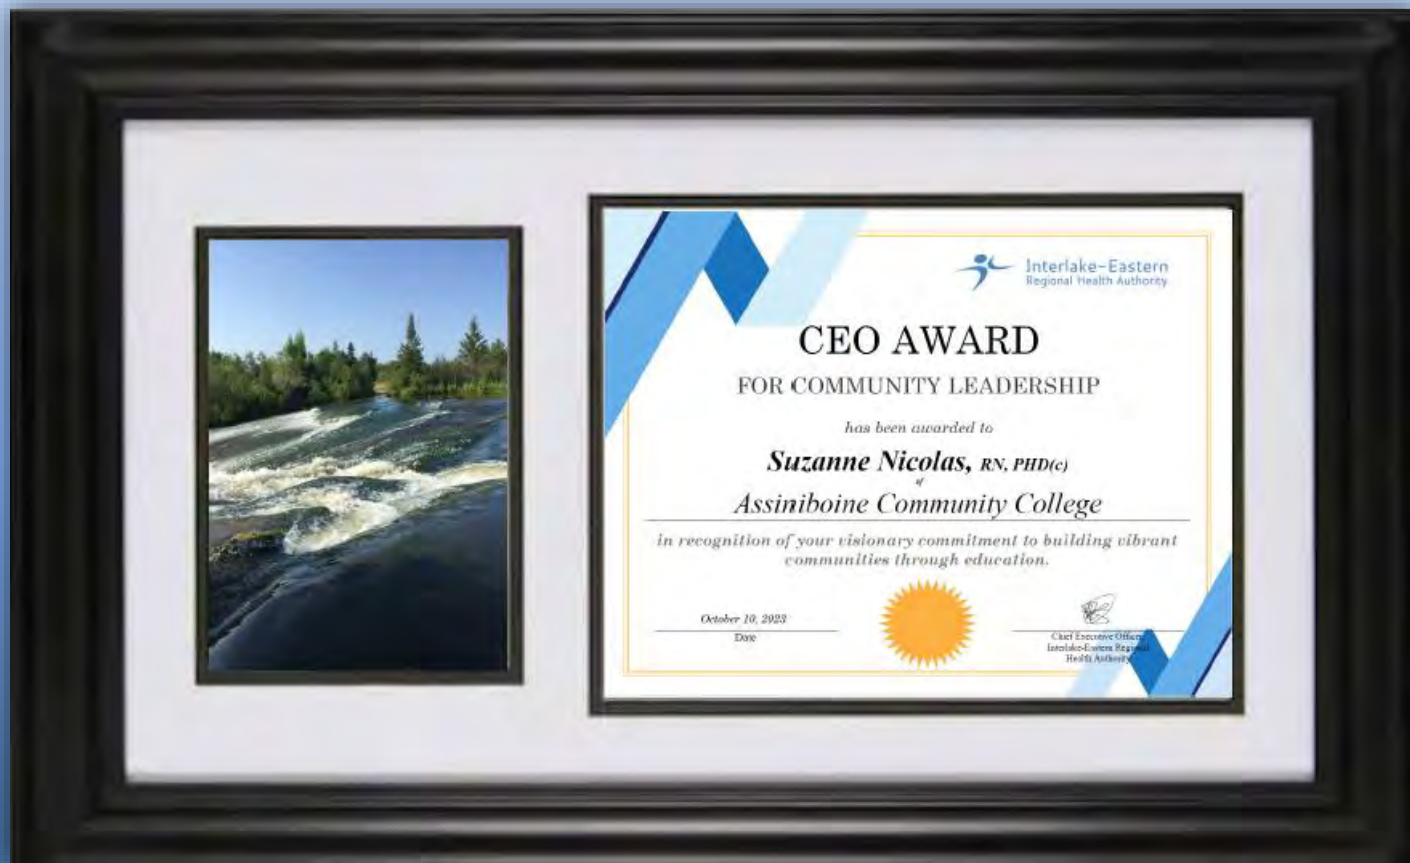 Interlake-Eastern
Regional Health Authority
CEO AWARD
FOR COMMUNITY LEADERSHIP
has been awarded to
Suzanne Nicolas, RN, PHD(c)
of
Assiniboine Community College
in recognition of your visionary commitment to building vibrant
communities through education.
October 10, 2023
Date
Chief Executive Officer
Interlake-Eastern Regional
Health Authority